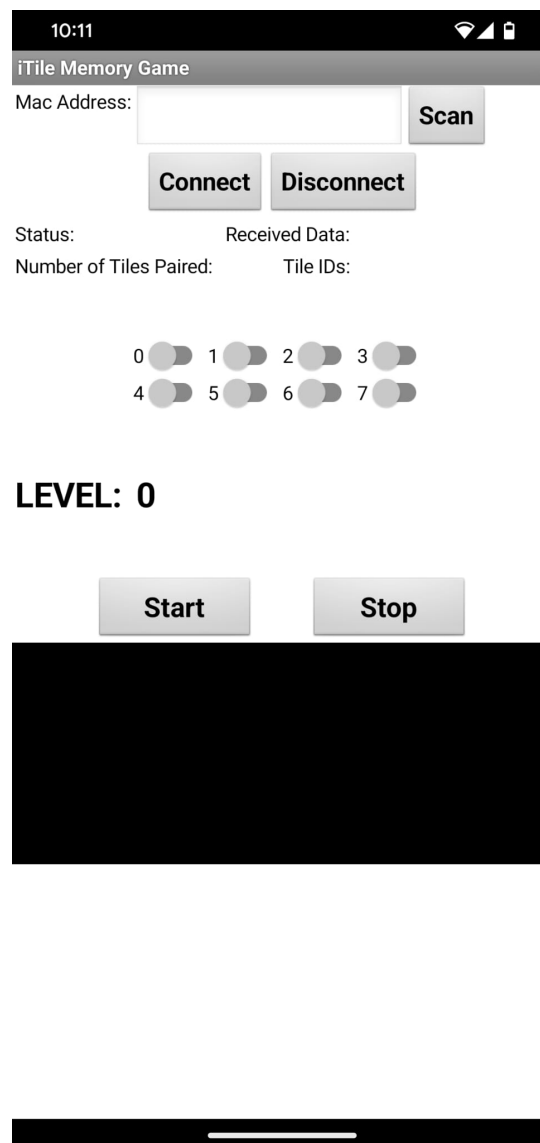 10:11
iTile Memory Game
Mac Address: Scan
Connect Disconnect
Status: Received Data:
Number of Tiles Paired: Tile IDs:
0 1 2 3
4 5 6 7
LEVEL: 0
Start Stop